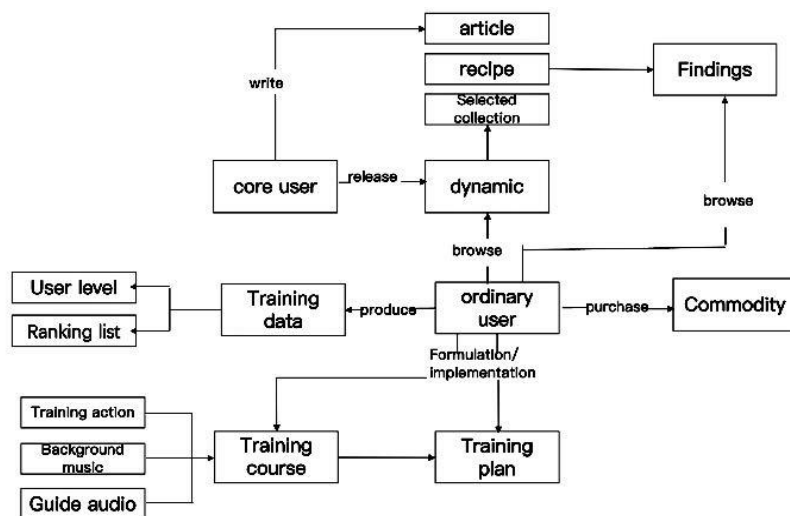 article
recipe
Findings
write
Selected
collection
core user
release
dynamic
browse
browse
User level
Training
data
produce
ordinary
user
purchase
Commodity
Ranking list
Formulation/
implementation
Training action
Background
music
Training
course
Training
plan
Guide audio